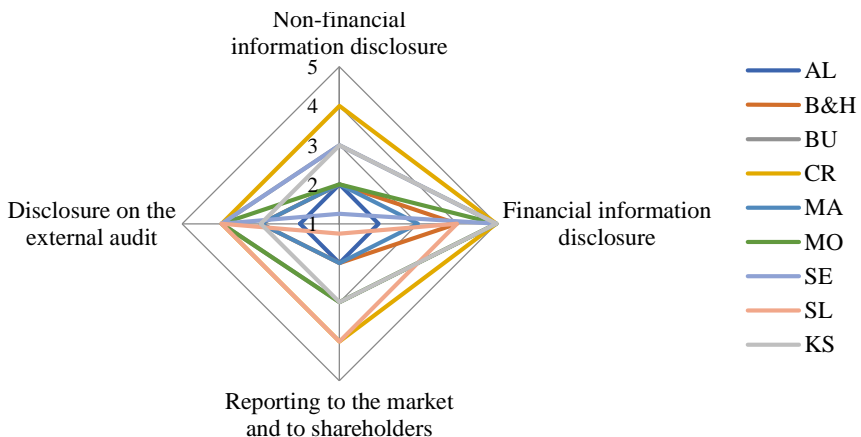 Non-financial
information disclosure
5
4
3
2
1
Disclosure on the
external audit
Financial information
disclosure
Reporting to the market
and to shareholders
AL
B&H
BU
CR
MA
MO
SE
SL
KS